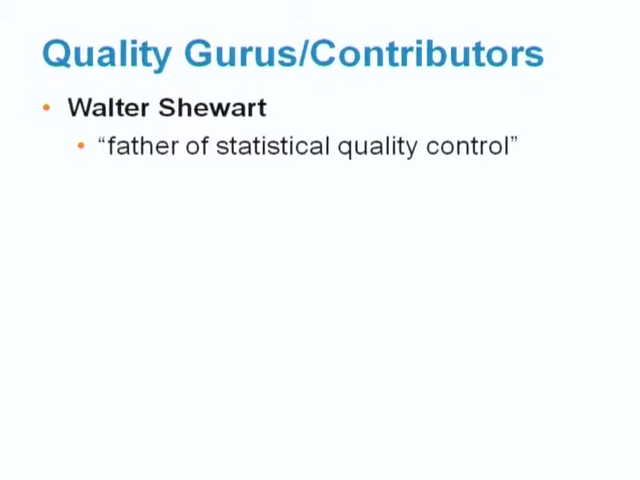 Quality Gurus/Contributors
• Walter Shewart
• “father of statistical quality control”